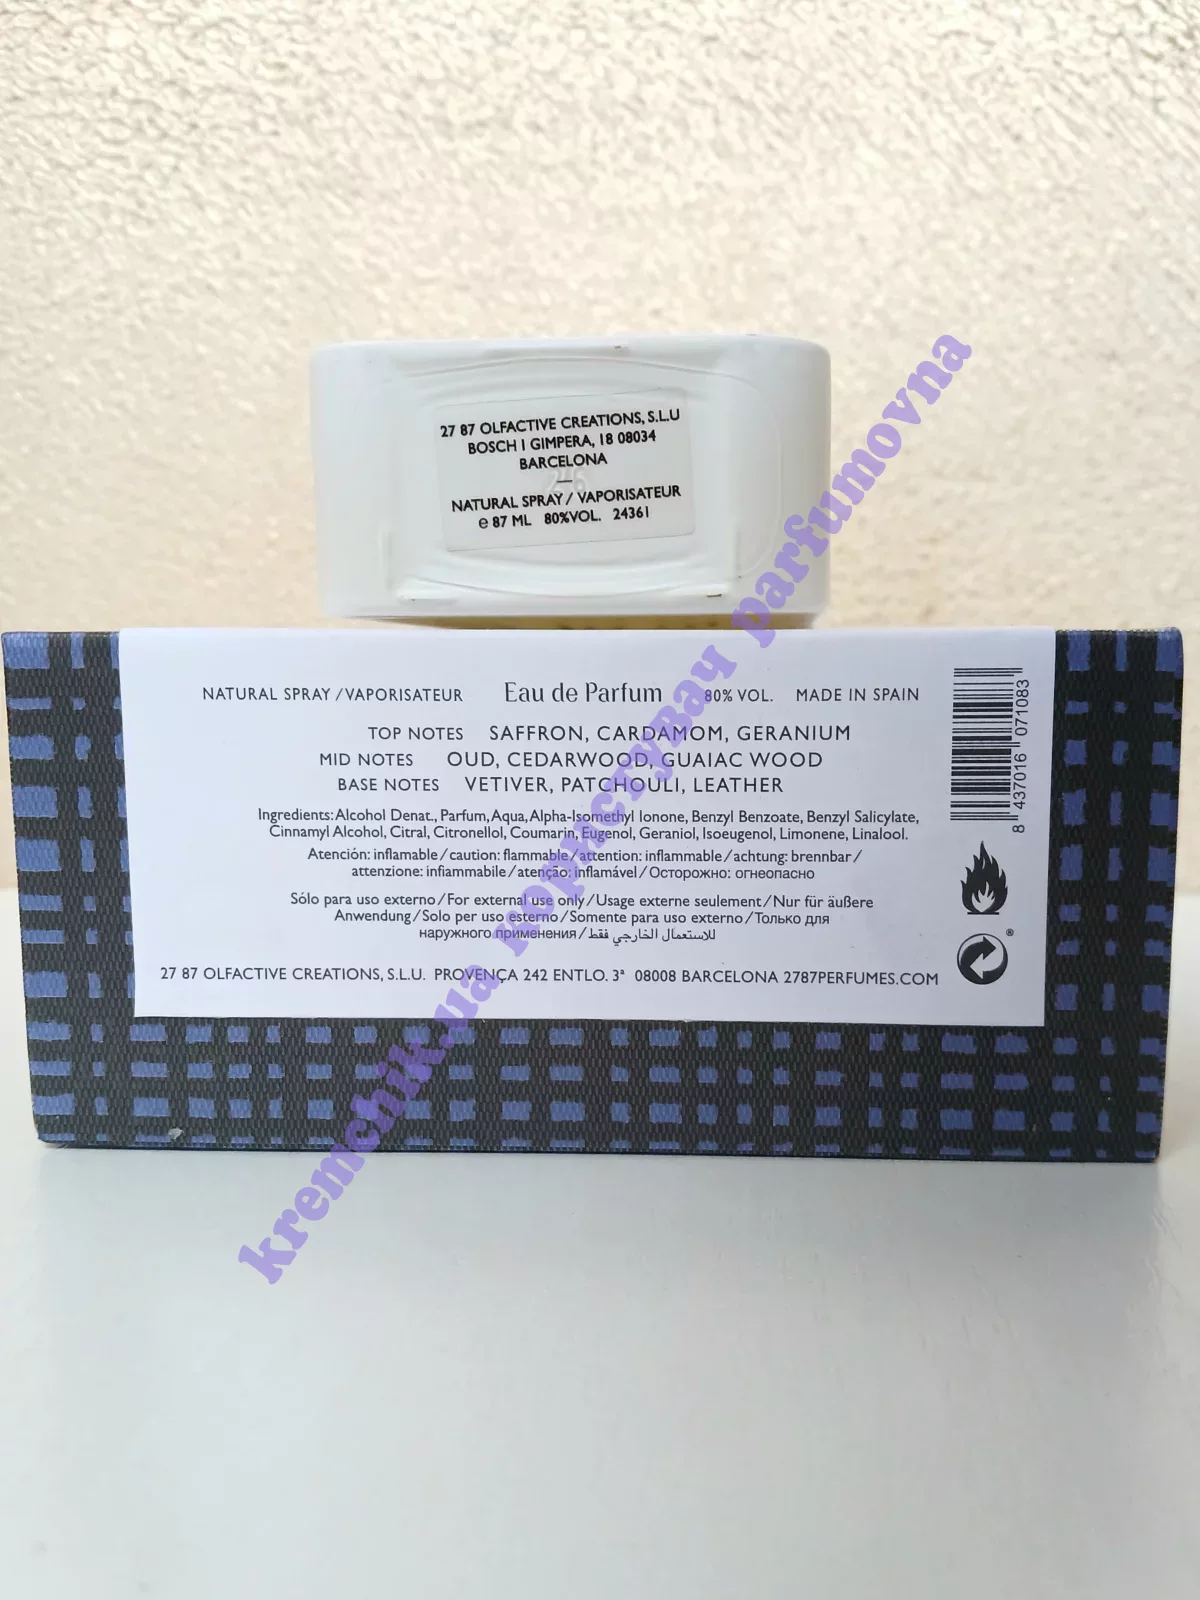 27 87 OLFACTIVE CREATIONS, S.L.U
BOSCH I GIMPERA, 18 08034
BARCELONA
NATURAL SPRAY / VAPORISATEUR
e 87 ML 80%VOL. 24361
NATURAL SPRAY / VAPORISATEUR Eau de Parfum 80% VOL. MADE IN SPAIN
TOP NOTES SAFFRON, CARDAMOM, GERANIUM
MID NOTES OUD, CEDARWOOD, GUAIAC WOOD
BASE NOTES VETIVER, PATCHOULI, LEATHER
Ingredients: Alcohol Denat., Parfum, Aqua, Alpha-Isomethyl Ionone, Benzyl Benzoate, Benzyl Salicylate,
Cinnamyl Alcohol, Citral, Citronellol, Coumarin, Eugenol, Geraniol, Isoeugenol, Limonene, Linalool.
Atención: inflamable / caution: flammable / attention: inflammable / achtung: brennbar /
attenzione: infiammabile / atenção: inflamável / Осторожно: огнеопасно
Sólo para uso externo / For external use only / Usage externe seulement / Nur für äußere
Anwendung / Solo per uso esterno / Somente para uso externo / Только для
наружного применения / للاستعمال الخارجي فقط
27 87 OLFACTIVE CREATIONS, S.L.U. PROVENÇA 242 ENTLO. 3ª 08008 BARCELONA 2787PERFUMES.COM
8 437016 071083
®
kremchik.ua користувач parfumovna